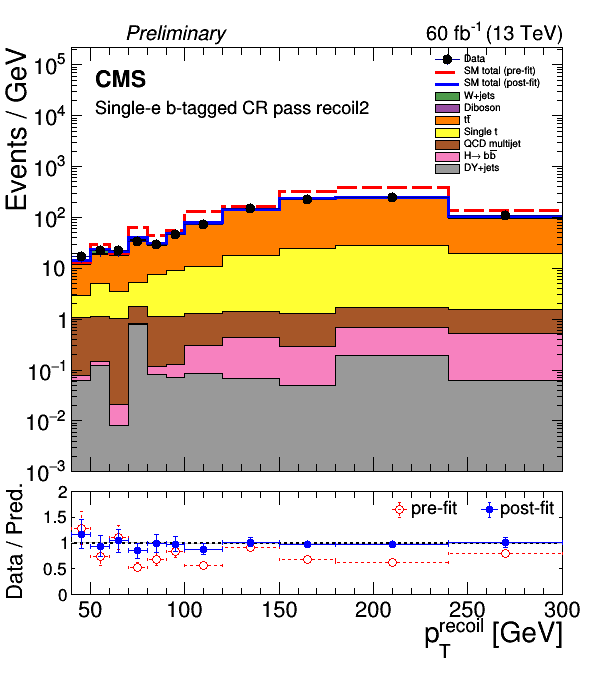 Preliminary
60 fb⁻¹ (13 TeV)
Events / GeV
CMS
Single-e b-tagged CR pass recoil2
Data
SM total (pre-fit)
SM total (post-fit)
W+jets
Diboson
tt̅
Single t
QCD multijet
H→ bb̅
DY+jets
10⁵
10⁴
10³
10²
10
1
10⁻¹
10⁻²
10⁻³
Data / Pred.
pre-fit
post-fit
2
1.5
1
0.5
0
50 100 150 200 250 300
p_T^recoil [GeV]